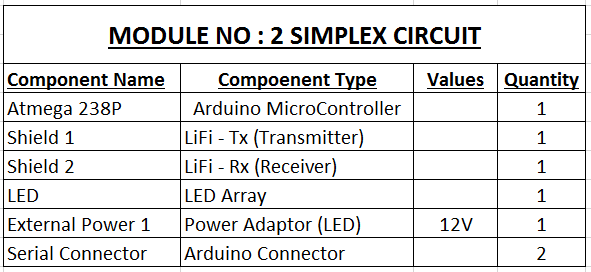 MODULE NO : 2 SIMPLEX CIRCUIT
Component Name Compoenent Type Values Quantity
Atmega 238P Arduino MicroController 1
Shield 1 LiFi - Tx (Transmitter) 1
Shield 2 LiFi - Rx (Receiver) 1
LED LED Array 1
External Power 1 Power Adaptor (LED) 12V 1
Serial Connector Arduino Connector 2